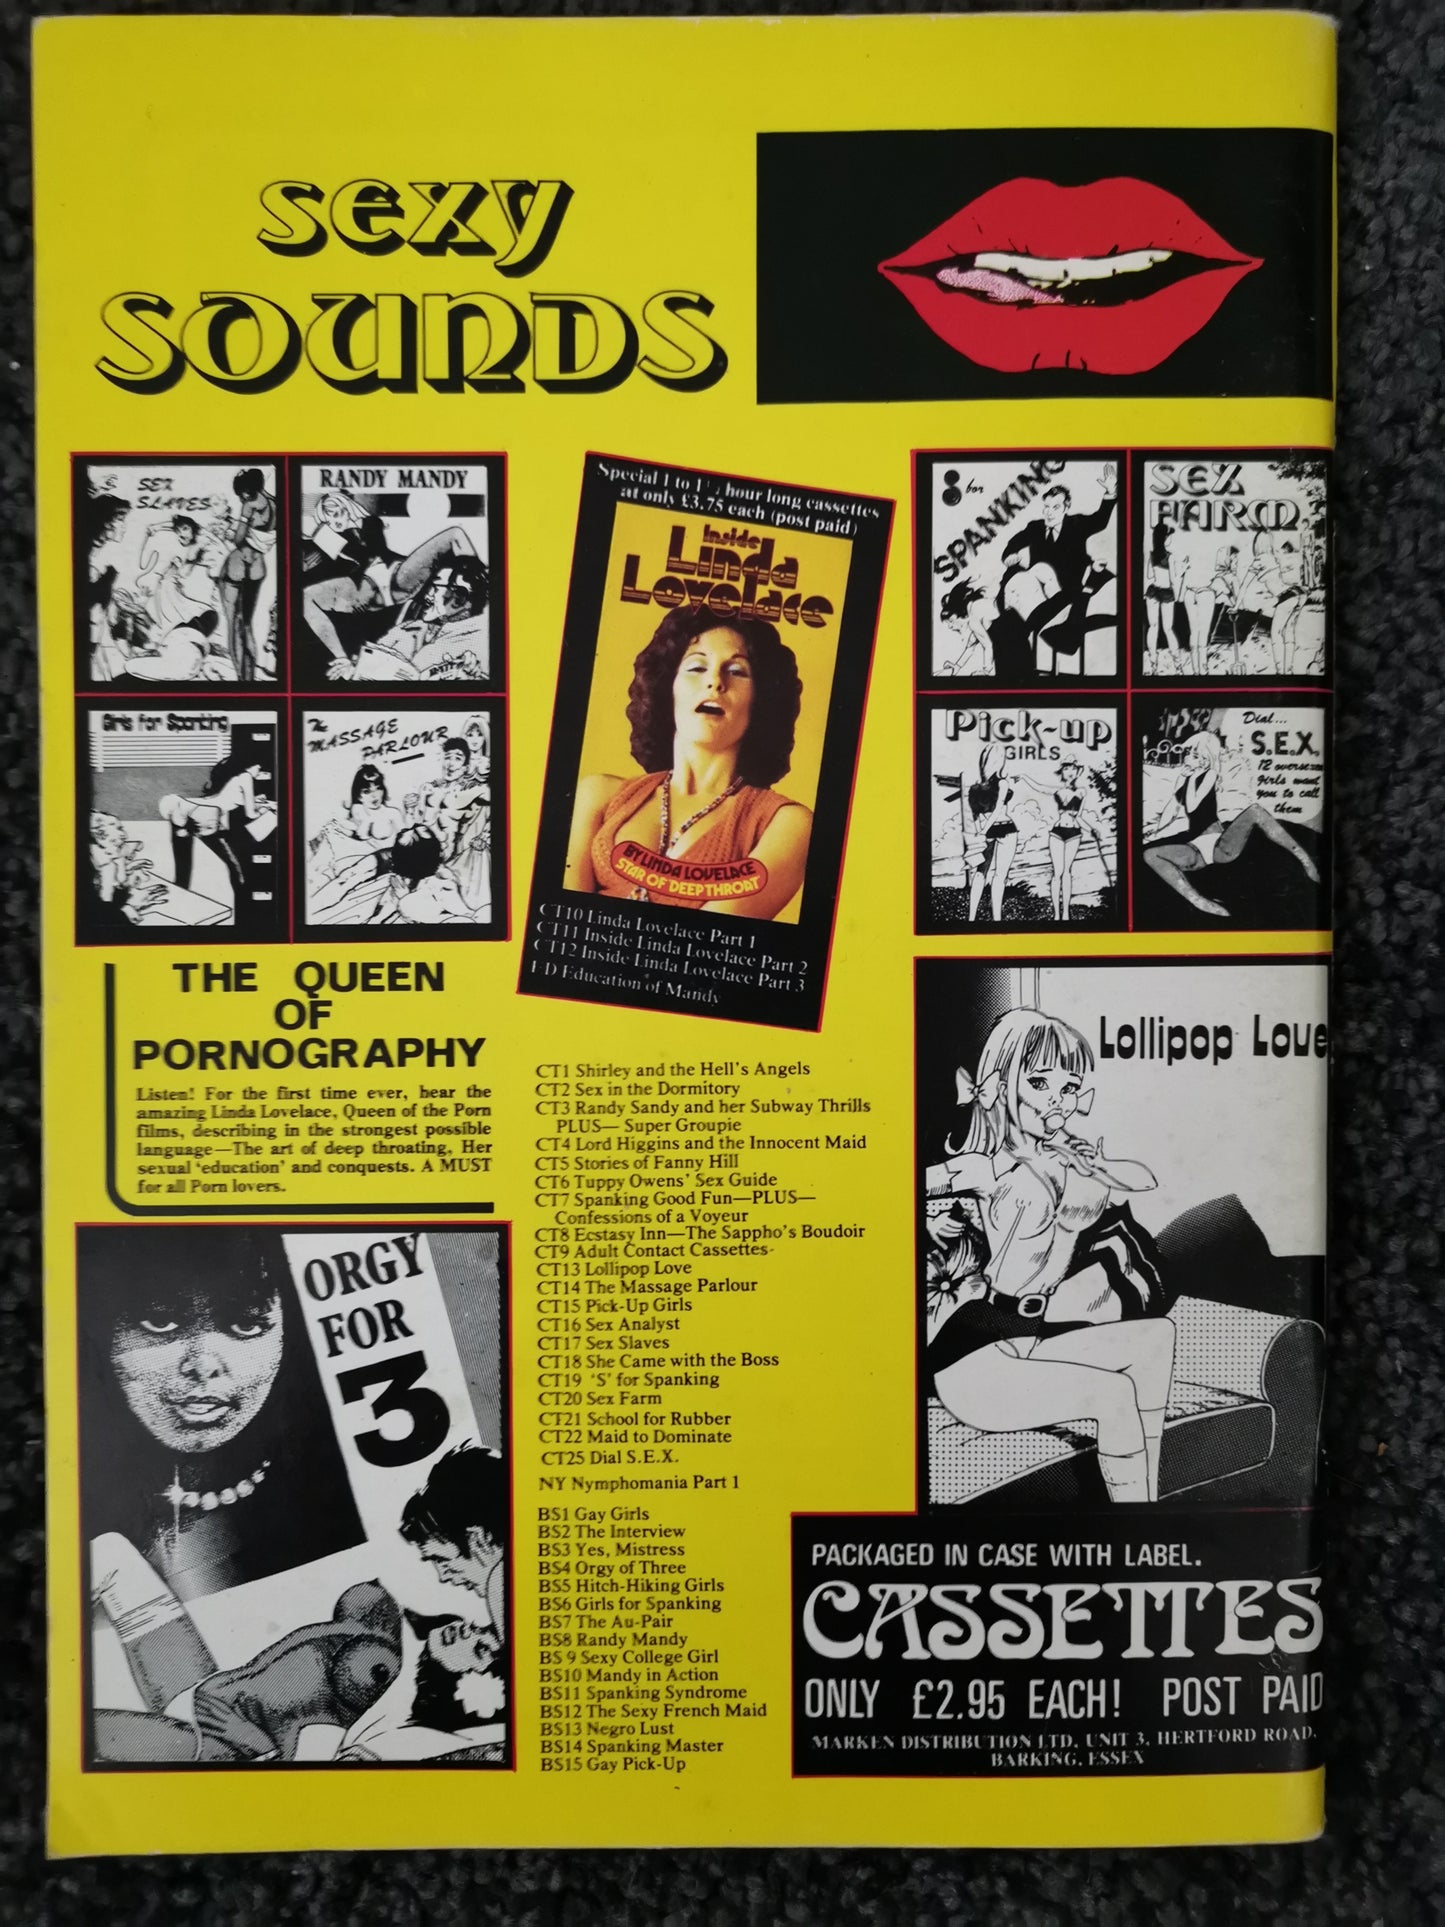 sexy
SOUNDS
SEX
SLAVES
RANDY MANDY
Girls for Spanking
The
MASSAGE
PARLOUR
Special 1 to 1½ hour long cassettes
at only £3.75 each (post paid)
Inside
Linda
Lovelace
BY LINDA LOVELACE
STAR OF DEEP THROAT
CT10 Linda Lovelace Part 1
CT11 Inside Linda Lovelace Part 2
CT12 Inside Linda Lovelace Part 3
ED Education of Mandy
S for
SPANKING
SEX
FARM
Pick-up
GIRLS
Dial...
S.E.X.
12 oversexed
girls want
you to call
them
THE QUEEN
OF
PORNOGRAPHY
Listen! For the first time ever, hear the
amazing Linda Lovelace, Queen of the Porn
films, describing in the strongest possible
language—The art of deep throating, Her
sexual 'education' and conquests. A MUST
for all Porn lovers.
ORGY
FOR
3
CT1 Shirley and the Hell's Angels
CT2 Sex in the Dormitory
CT3 Randy Sandy and her Subway Thrills
PLUS— Super Groupie
CT4 Lord Higgins and the Innocent Maid
CT5 Stories of Fanny Hill
CT6 Tuppy Owens' Sex Guide
CT7 Spanking Good Fun—PLUS—
Confessions of a Voyeur
CT8 Ecstasy Inn—The Sappho's Boudoir
CT9 Adult Contact Cassettes-
CT13 Lollipop Love
CT14 The Massage Parlour
CT15 Pick-Up Girls
CT16 Sex Analyst
CT17 Sex Slaves
CT18 She Came with the Boss
CT19 'S' for Spanking
CT20 Sex Farm
CT21 School for Rubber
CT22 Maid to Dominate
CT25 Dial S.E.X.
NY Nymphomania Part 1
BS1 Gay Girls
BS2 The Interview
BS3 Yes, Mistress
BS4 Orgy of Three
BS5 Hitch-Hiking Girls
BS6 Girls for Spanking
BS7 The Au-Pair
BS8 Randy Mandy
BS 9 Sexy College Girl
BS10 Mandy in Action
BS11 Spanking Syndrome
BS12 The Sexy French Maid
BS13 Negro Lust
BS14 Spanking Master
BS15 Gay Pick-Up
Lollipop Love
PACKAGED IN CASE WITH LABEL.
CASSETTES
ONLY £2.95 EACH! POST PAID
MARKEN DISTRIBUTION LTD, UNIT 3, HERTFORD ROAD,
BARKING, ESSEX